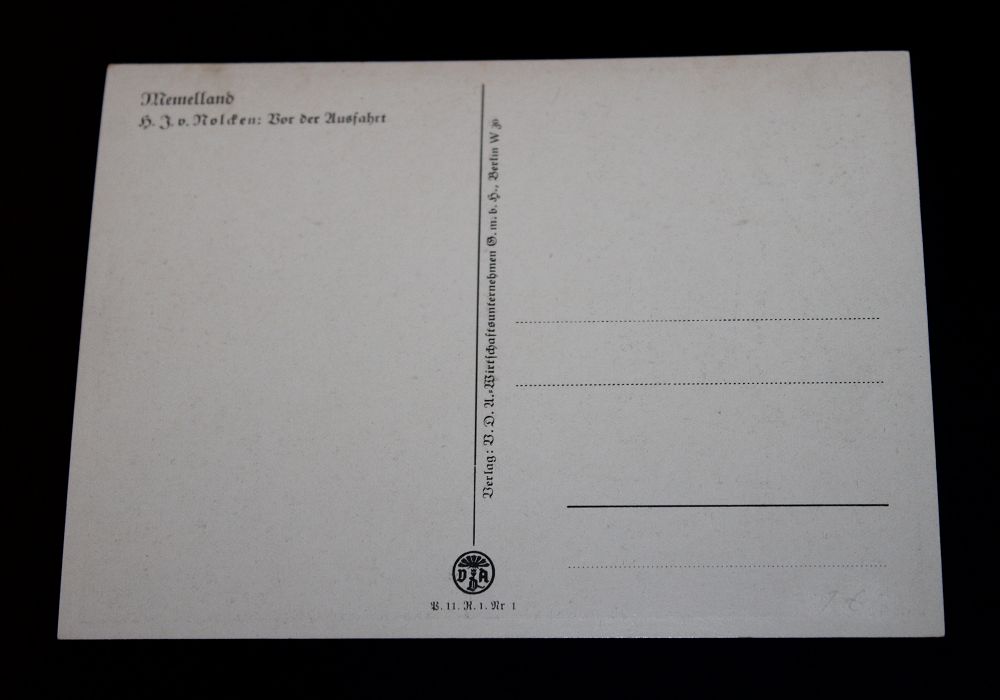 Memelland
H. J. v. Nolcken: Vor der Ausfahrt
Verlag: V. D. A.=Wirtschaftsunternehmen G. m. b. H., Berlin W 30
VDA
P. 11. R. 1. Nr 1